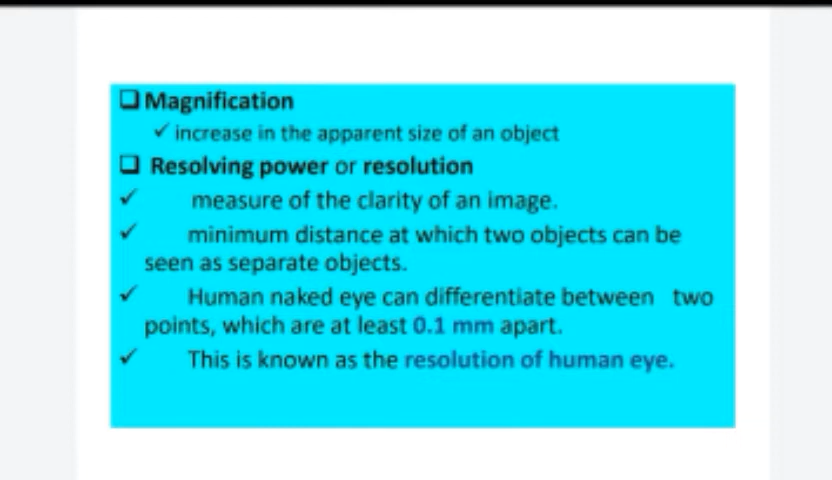 ❑ Magnification
✓ increase in the apparent size of an object
❑ Resolving power or resolution
✓ measure of the clarity of an image.
✓ minimum distance at which two objects can be
seen as separate objects.
✓ Human naked eye can differentiate between two
points, which are at least 0.1 mm apart.
✓ This is known as the resolution of human eye.